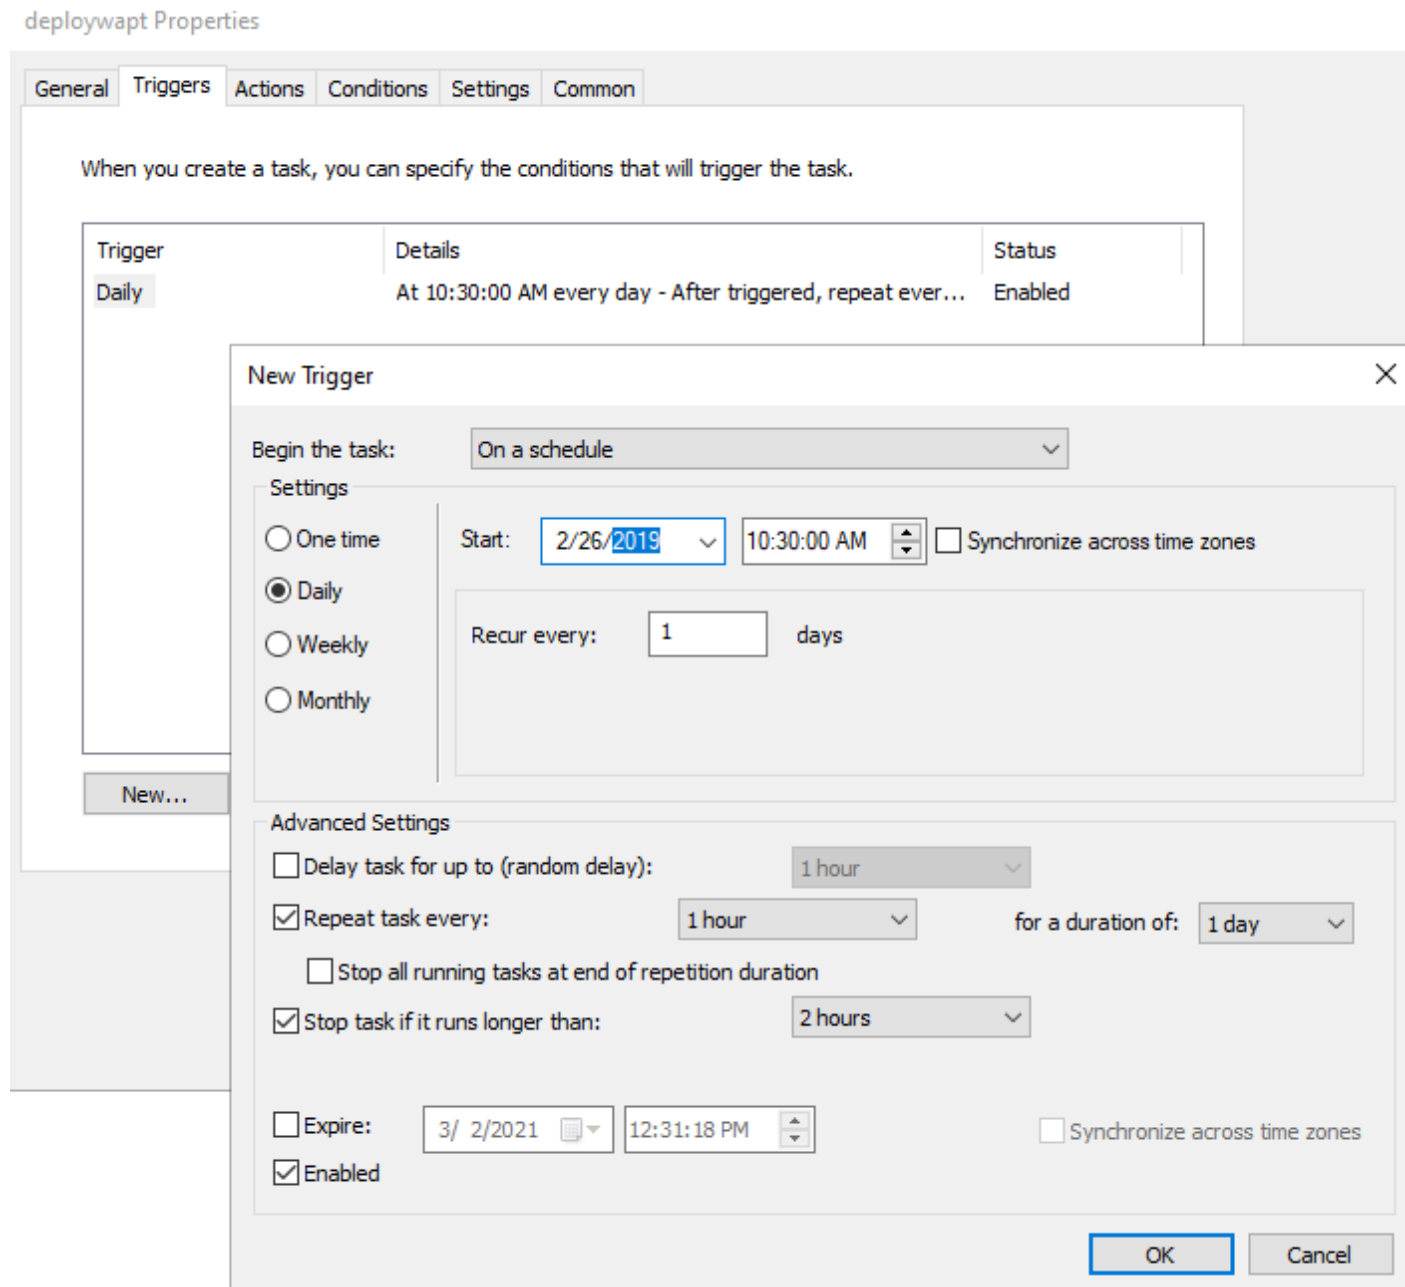 deploywapt Properties
General Triggers Actions Conditions Settings Common
When you create a task, you can specify the conditions that will trigger the task.
Trigger Details Status
Daily At 10:30:00 AM every day - After triggered, repeat ever... Enabled
New Trigger
Begin the task: On a schedule
Settings
One time Start: 2/26/2019 10:30:00 AM Synchronize across time zones
Daily
Recur every: 1 days
Weekly
Monthly
New...
Advanced Settings
Delay task for up to (random delay): 1 hour
Repeat task every: 1 hour for a duration of: 1 day
Stop all running tasks at end of repetition duration
Stop task if it runs longer than: 2 hours
Expire: 3/ 2/2021 12:31:18 PM Synchronize across time zones
Enabled
OK Cancel